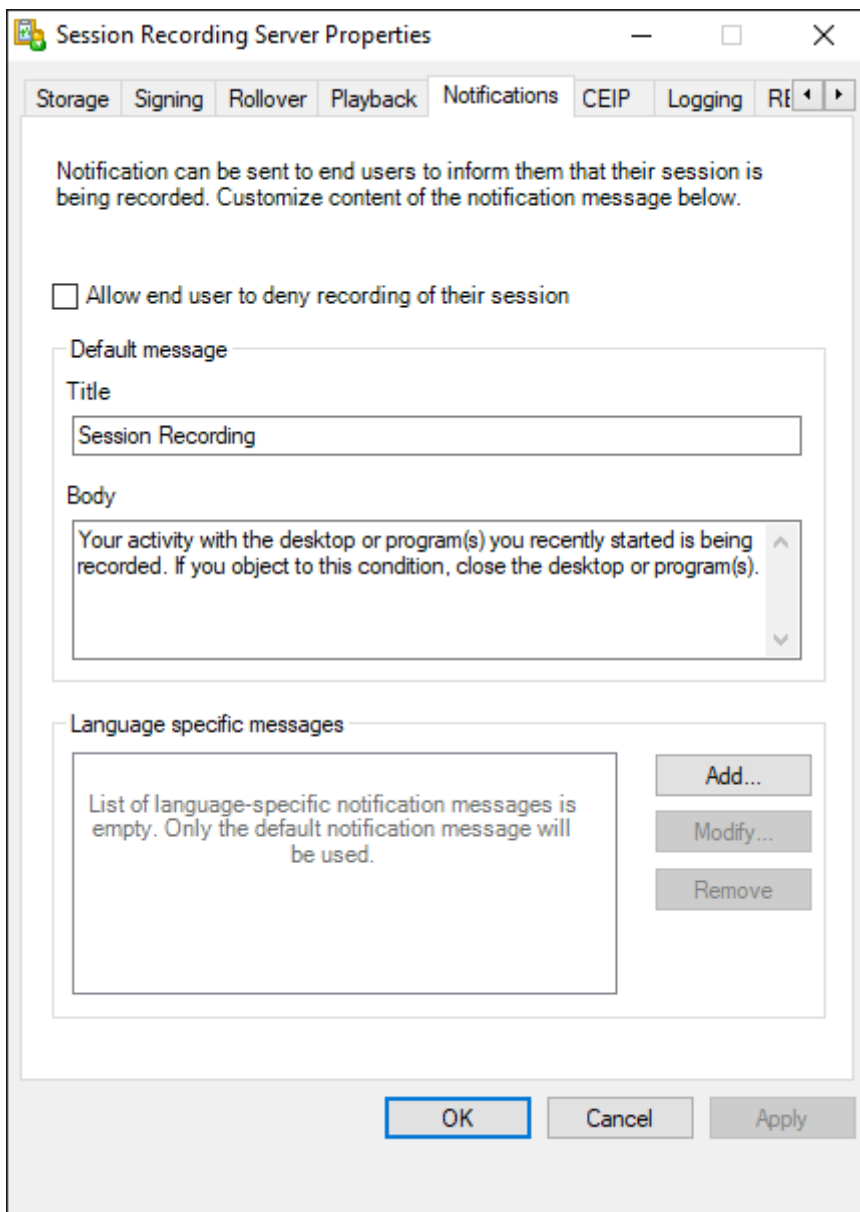 Session Recording Server Properties
Storage Signing Rollover Playback Notifications CEIP Logging
Notification can be sent to end users to inform them that their session is
being recorded. Customize content of the notification message below.
Allow end user to deny recording of their session
Default message
Title
Session Recording
Body
Your activity with the desktop or program(s) you recently started is being
recorded. If you object to this condition, close the desktop or program(s).
Language specific messages
List of language-specific notification messages is
empty. Only the default notification message will
be used.
Add...
Modify...
Remove
OK Cancel Apply